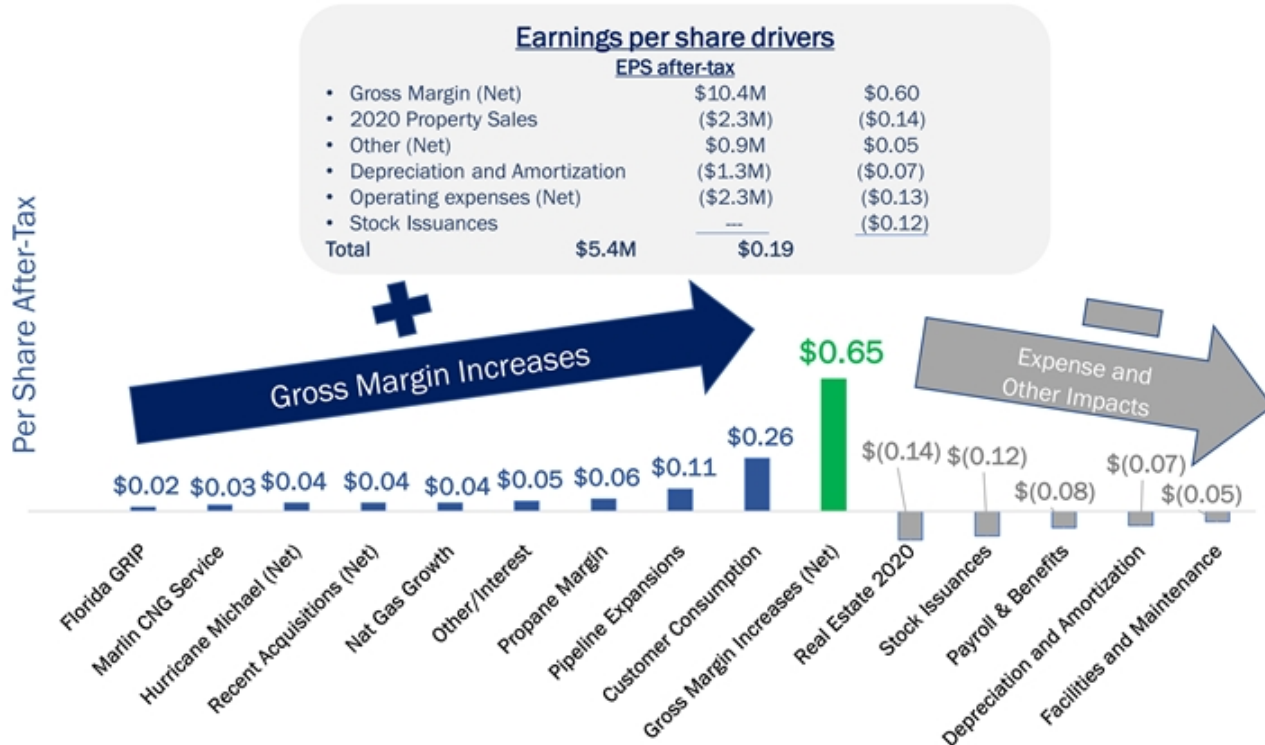 Earnings per share drivers
EPS after-tax
• Gross Margin (Net) $10.4M $0.60
• 2020 Property Sales ($2.3M) ($0.14)
• Other (Net) $0.9M $0.05
• Depreciation and Amortization ($1.3M) ($0.07)
• Operating expenses (Net) ($2.3M) ($0.13)
• Stock Issuances --- ($0.12)
Total $5.4M $0.19
Per Share After-Tax
Gross Margin Increases
Expense and
Other Impacts
$0.02
$0.03
$0.04
$0.04
$0.04
$0.05
$0.06
$0.11
$0.26
$0.65
$(0.14)
$(0.12)
$(0.08)
$(0.07)
$(0.05)
Florida GRIP
Marlin CNG Service
Hurricane Michael (Net)
Recent Acquisitions (Net)
Nat Gas Growth
Other/Interest
Propane Margin
Pipeline Expansions
Customer Consumption
Gross Margin Increases (Net)
Real Estate 2020
Stock Issuances
Payroll & Benefits
Depreciation and Amortization
Facilities and Maintenance